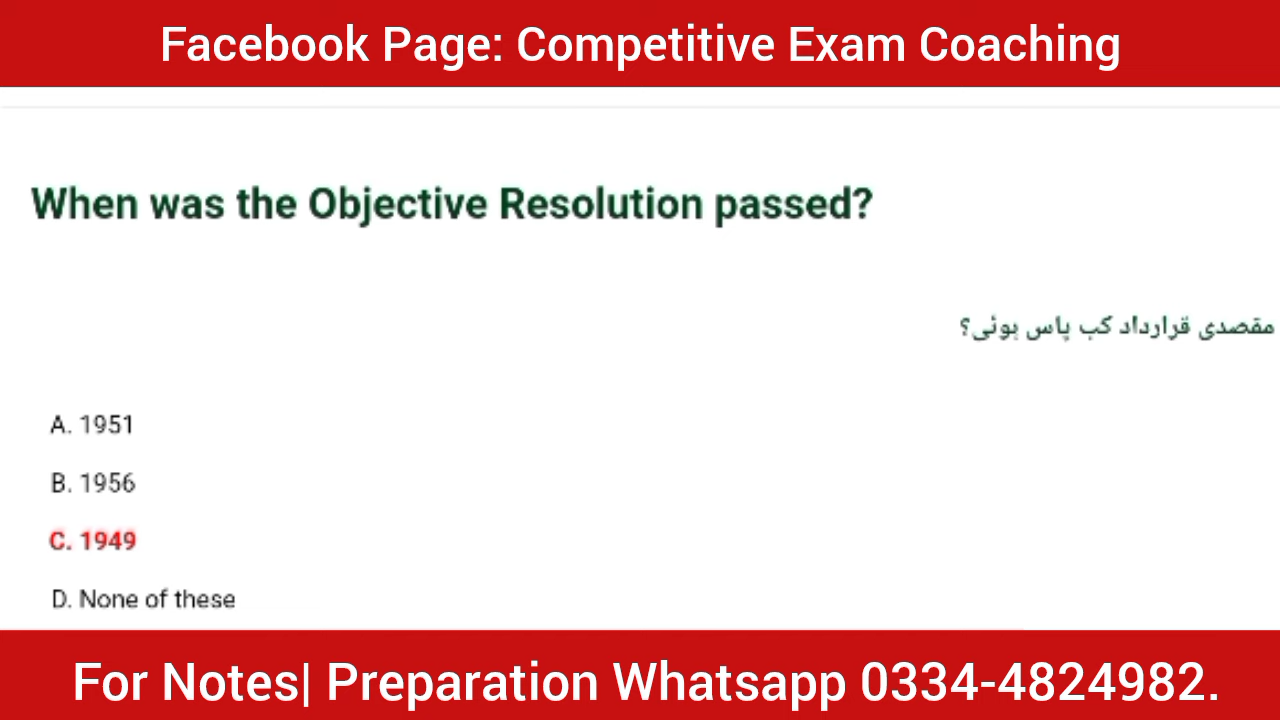 Facebook Page: Competitive Exam Coaching
When was the Objective Resolution passed?
مقصدی قرارداد کب پاس ہوئی؟
A. 1951
B. 1956
C. 1949
D. None of these
For Notes| Preparation Whatsapp 0334-4824982.